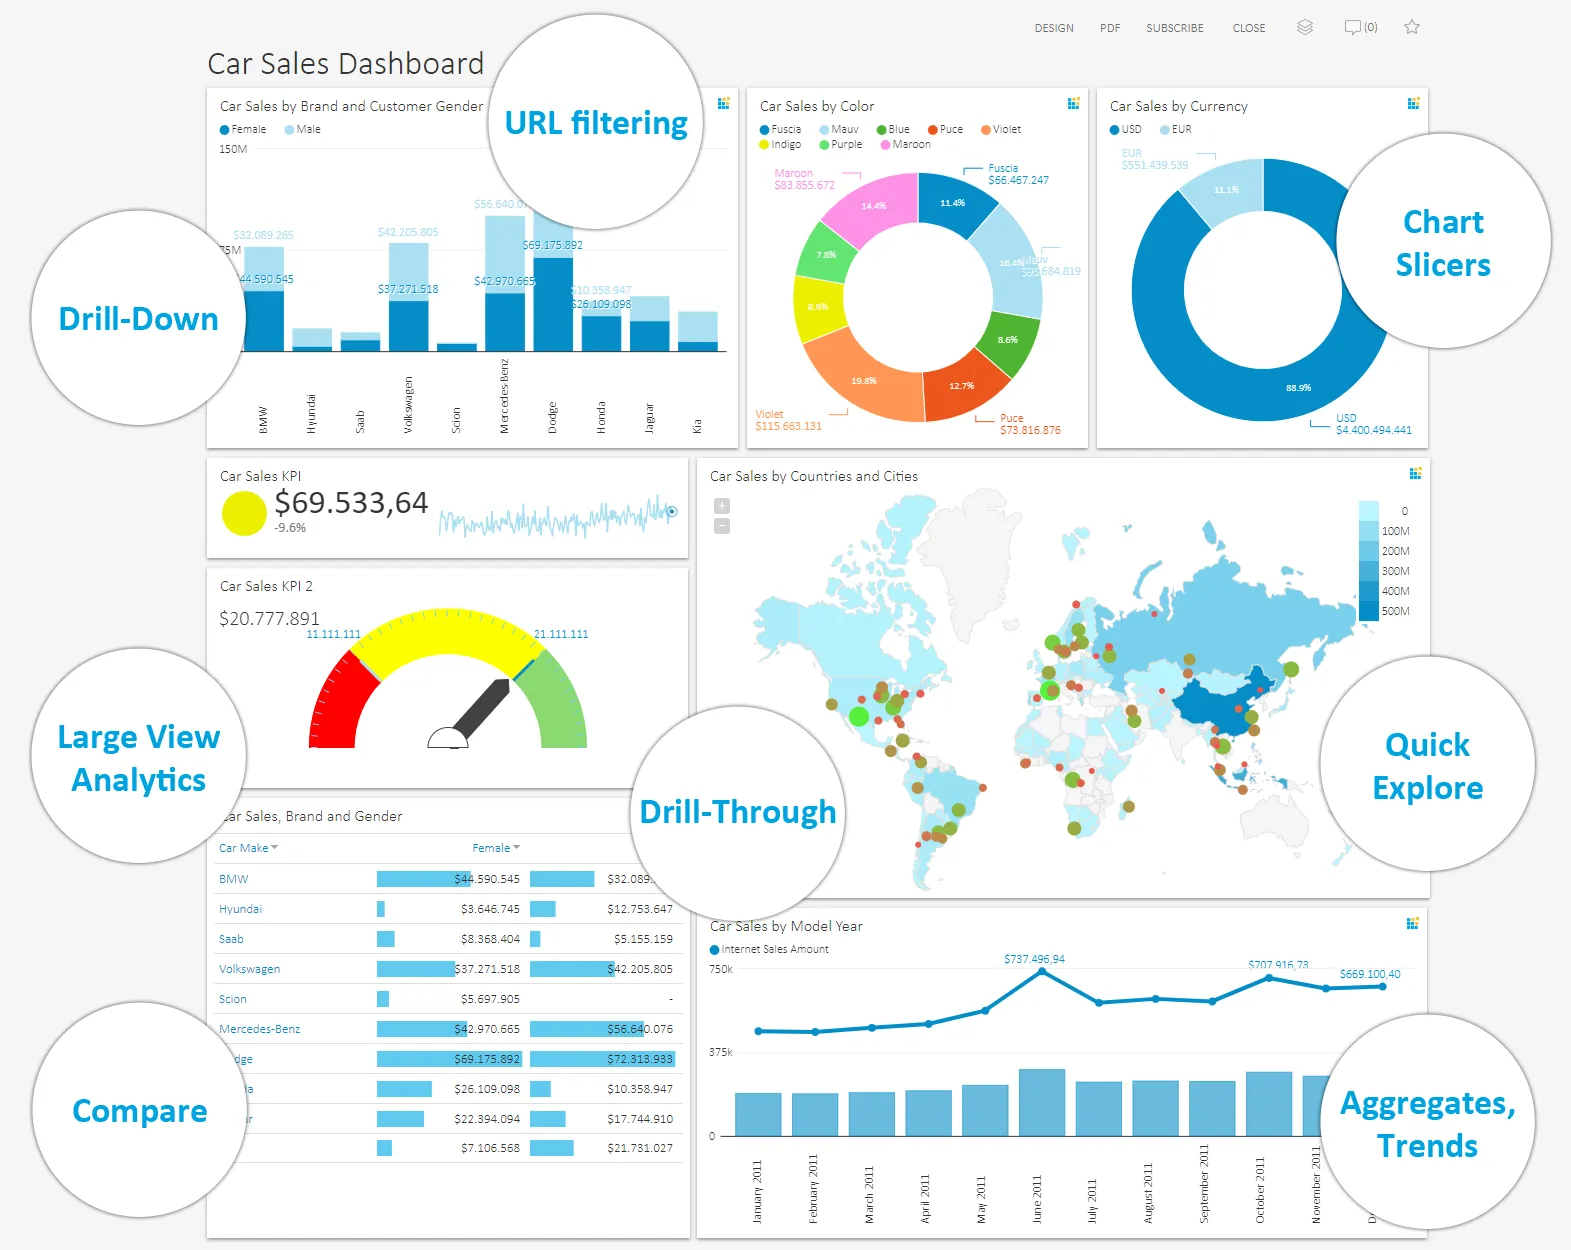 DESIGN PDF SUBSCRIBE CLOSE (0)
Car Sales Dashboard
URL filtering
Car Sales by Brand and Customer Gender
Female Male
150M
75M
$32.089.265
44.590.545
$42.205.805
$37.271.518
$56.640.0
$42.970.665
$69.175.892
$10.358.947
$26.109.098
BMW
Hyundai
Saab
Volkswagen
Scion
Mercedes-Benz
Dodge
Honda
Jaguar
Kia
Drill-Down
Car Sales by Color
Fuscia Mauv Blue Puce Violet
Indigo Purple Maroon
Maroon
$83.855.672
Fuscia
$66.467.247
14.4%
11.4%
7.8%
16.4%
Mauv
$95.684.819
8.9%
8.6%
19.8%
12.7%
Violet
$115.663.131
Puce
$73.816.876
Car Sales by Currency
USD EUR
EUR
$551.439.539
11.1%
88.9%
USD
$4.400.494.441
Chart
Slicers
Car Sales KPI
$69.533,64
-9.6%
Car Sales KPI 2
$20.777.891
11.111.111
21.111.111
Large View
Analytics
Car Sales by Countries and Cities
+
−
0
100M
200M
300M
400M
500M
Quick
Explore
Drill-Through
Car Sales, Brand and Gender
Car Make Female
BMW $44.590.545 $32.089.
Hyundai $3.646.745 $12.753.647
Saab $8.368.404 $5.155.159
Volkswagen $37.271.518 $42.205.805
Scion $5.697.905 -
Mercedes-Benz $42.970.665 $56.640.076
dge $69.175.892 $72.313.933
a $26.109.098 $10.358.947
r $22.394.094 $17.744.910
$7.106.568 $21.731.027
Compare
Car Sales by Model Year
Internet Sales Amount
750k
375k
0
$737.496,94
$707.916,73
$669.100,40
January 2011
February 2011
March 2011
April 2011
May 2011
June 2011
July 2011
August 2011
September 2011
October 2011
November 2011
D
Aggregates,
Trends